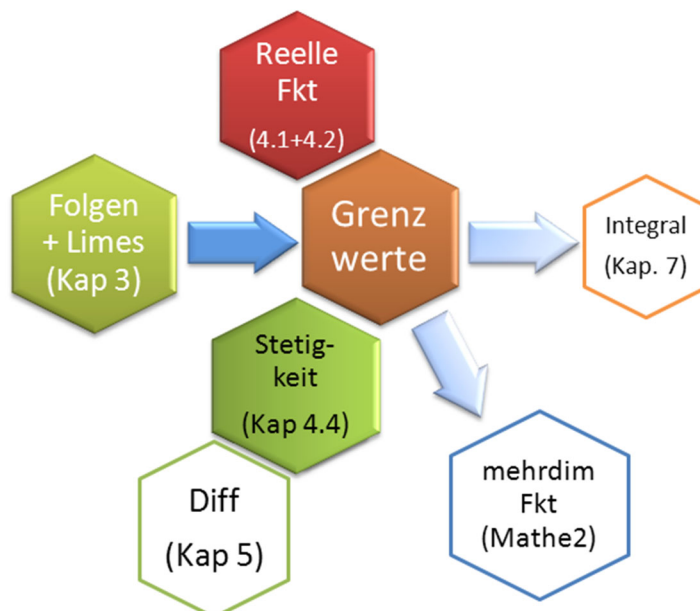 Reelle
Fkt
(4.1+4.2)
Folgen
+ Limes
(Kap 3)
Grenz
werte
Integral
(Kap. 7)
Stetig-
keit
(Kap 4.4)
Diff
(Kap 5)
mehrdim
Fkt
(Mathe2)